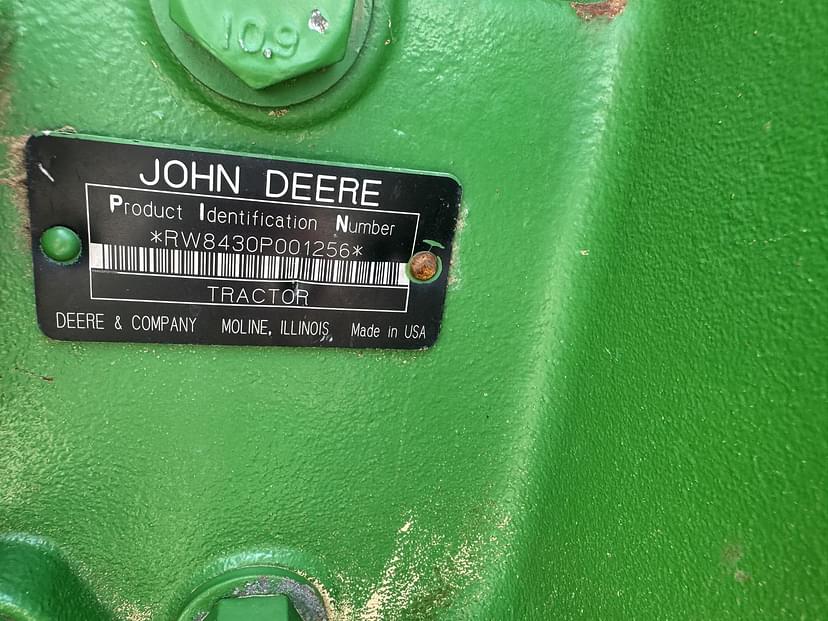 10.9
JOHN DEERE
Product Identification Number
*RW8430P001256*
TRACTOR
DEERE & COMPANY MOLINE, ILLINOIS Made in USA